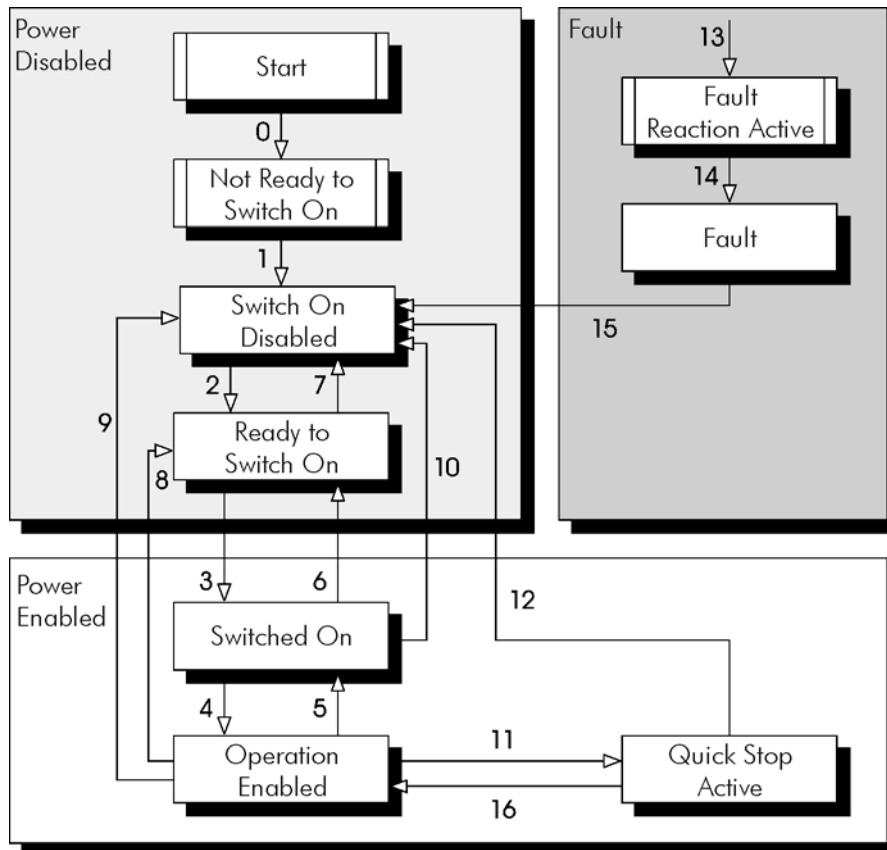 Power
Disabled
Start
0
Not Ready to
Switch On
1
Switch On
Disabled
2
7
Ready to
Switch On
9
8
10
Fault
13
Fault
Reaction Active
14
Fault
15
Power
Enabled
3
6
12
Switched On
4
5
Operation
Enabled
11
16
Quick Stop
Active